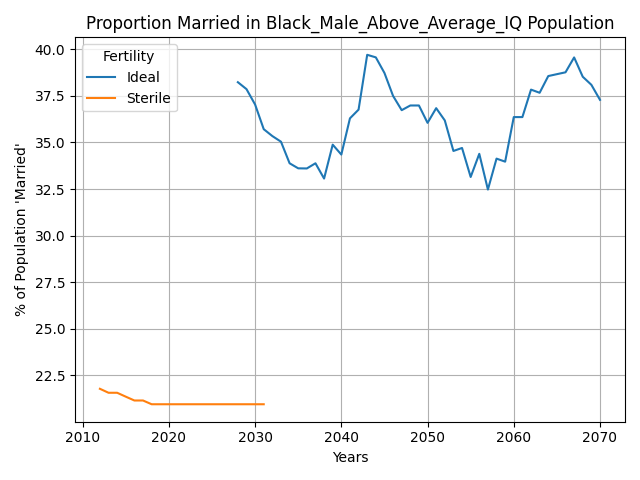 Proportion Married in Black_Male_Above_Average_IQ Population
Fertility
Ideal
Sterile
% of Population 'Married'
40.0
37.5
35.0
32.5
30.0
27.5
25.0
22.5
2010 2020 2030 2040 2050 2060 2070
Years